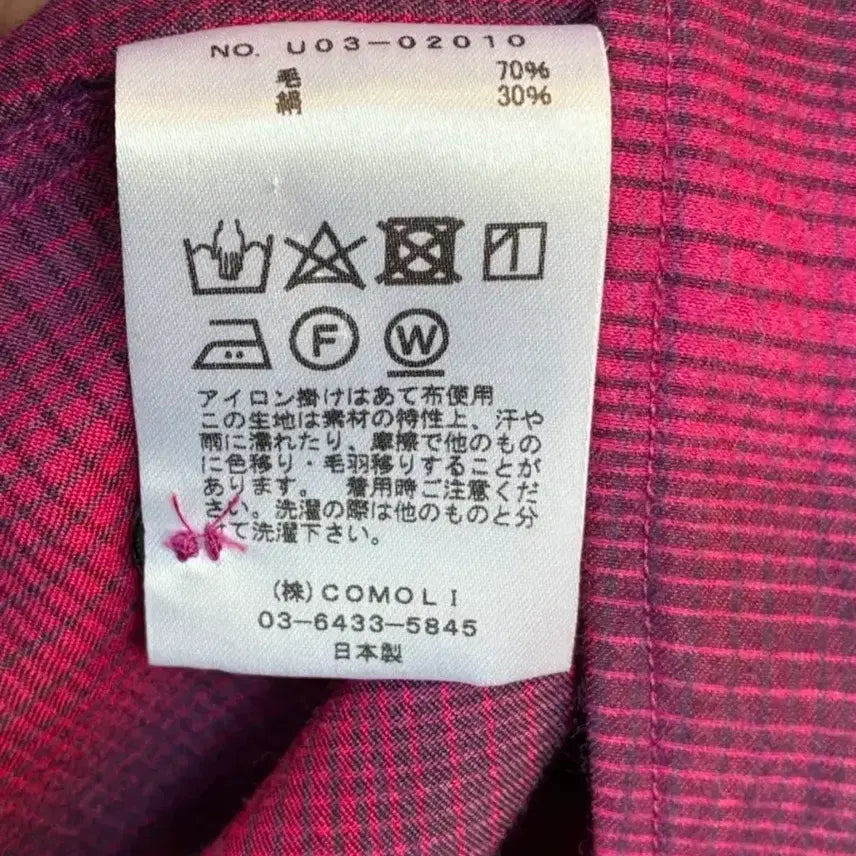 NO. U03-02010
毛 70%
絹 30%
F W
アイロン掛けはあて布使用
この生地は素材の特性上、汗や
雨に濡れたり、摩擦で他のもの
に色移り・毛羽移りすることが
あります。 着用時ご注意くだ
さい。洗濯の際は他のものと分
て洗濯下さい。
(株)COMOLI
03-6433-5845
日本製